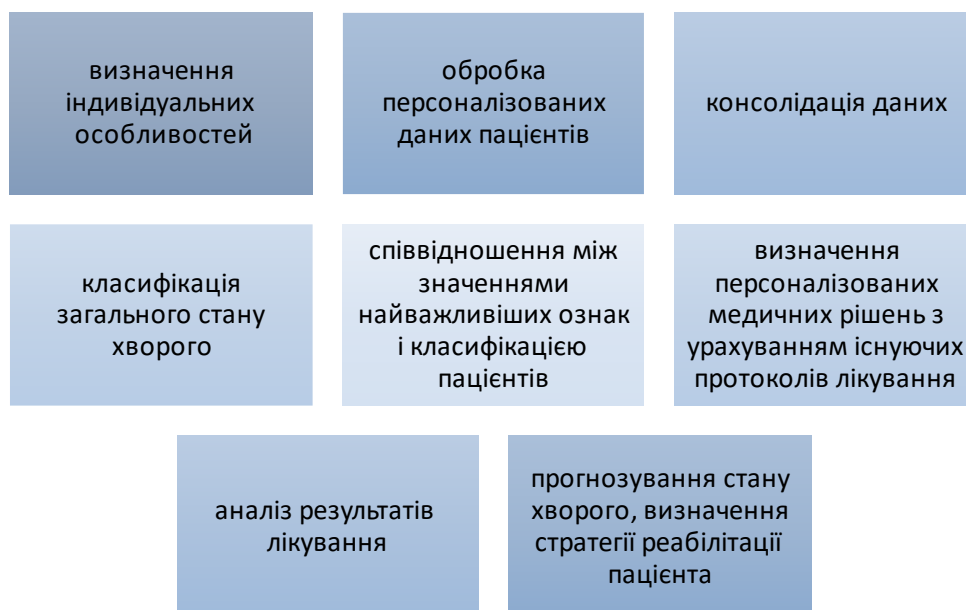 визначення
індивідуальних
особливостей
обробка
персоналізованих
даних пацієнтів
консолідація даних
класифікація
загального стану
хворого
співвідношення між
значеннями
найважливіших ознак
і класифікацією
пацієнтів
визначення
персоналізованих
медичних рішень з
урахуванням існуючих
протоколів лікування
аналіз результатів
лікування
прогнозування стану
хворого, визначення
стратегії реабілітації
пацієнта